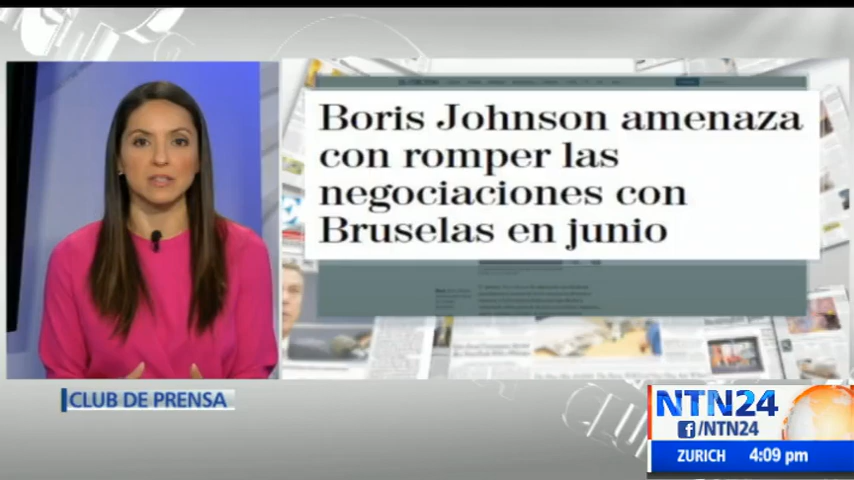 Boris Johnson amenaza
con romper las
negociaciones con
Bruselas en junio
CLUB DE PRENSA
NTN24
f/NTN24
ZURICH 4:09 pm